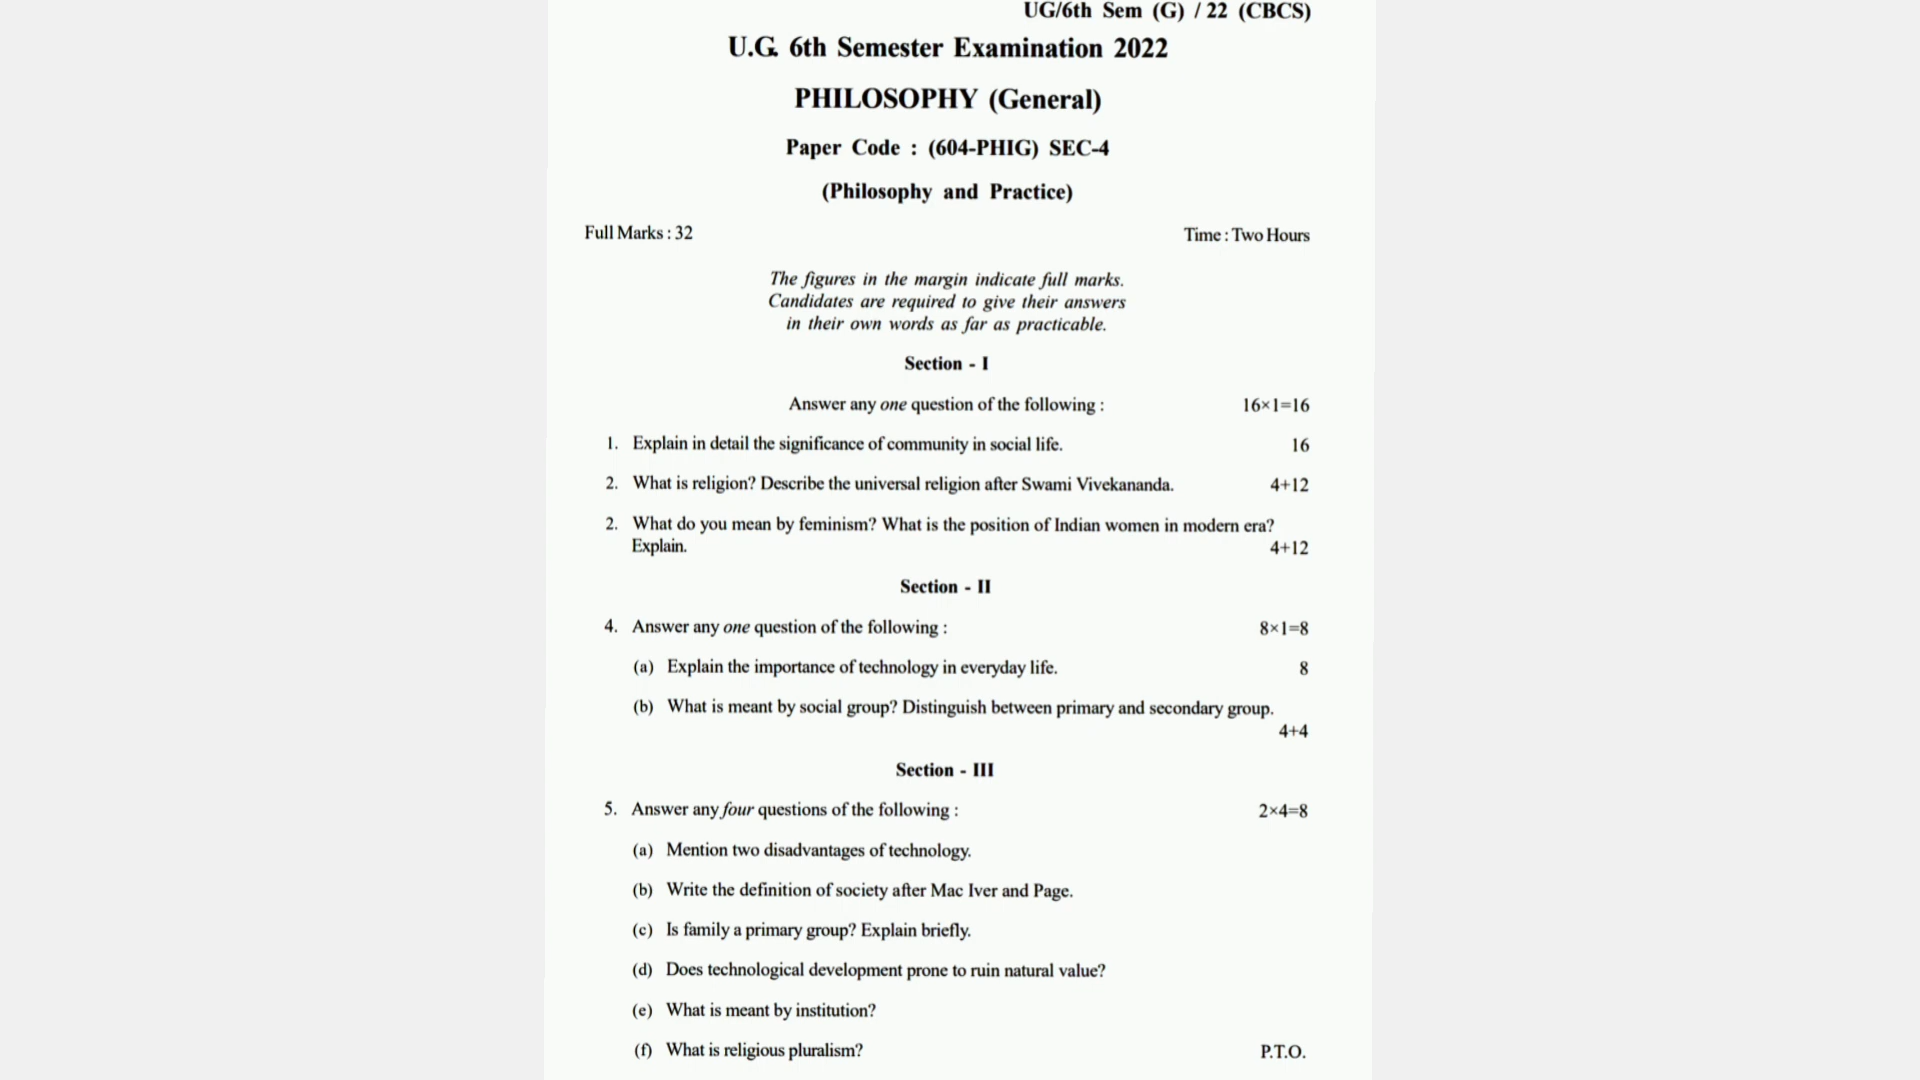 UG/6th Sem (G) / 22 (CBCS)
U.G. 6th Semester Examination 2022
PHILOSOPHY (General)
Paper Code : (604-PHIG) SEC-4
(Philosophy and Practice)
Full Marks : 32 Time : Two Hours
The figures in the margin indicate full marks.
Candidates are required to give their answers
in their own words as far as practicable.
Section - I
Answer any one question of the following : 16×1=16
1. Explain in detail the significance of community in social life. 16
2. What is religion? Describe the universal religion after Swami Vivekananda. 4+12
2. What do you mean by feminism? What is the position of Indian women in modern era?
Explain. 4+12
Section - II
4. Answer any one question of the following : 8×1=8
(a) Explain the importance of technology in everyday life. 8
(b) What is meant by social group? Distinguish between primary and secondary group.
4+4
Section - III
5. Answer any four questions of the following : 2×4=8
(a) Mention two disadvantages of technology.
(b) Write the definition of society after Mac Iver and Page.
(c) Is family a primary group? Explain briefly.
(d) Does technological development prone to ruin natural value?
(e) What is meant by institution?
(f) What is religious pluralism? P.T.O.